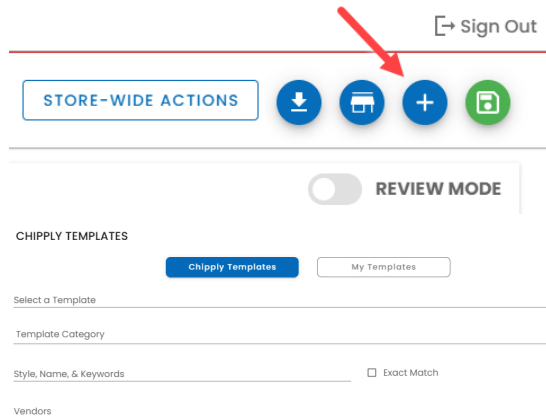 Sign Out
STORE-WIDE ACTIONS
REVIEW MODE
CHIPPLY TEMPLATES
Chipply Templates My Templates
Select a Template
Template Category
Style, Name, & Keywords Exact Match
Vendors